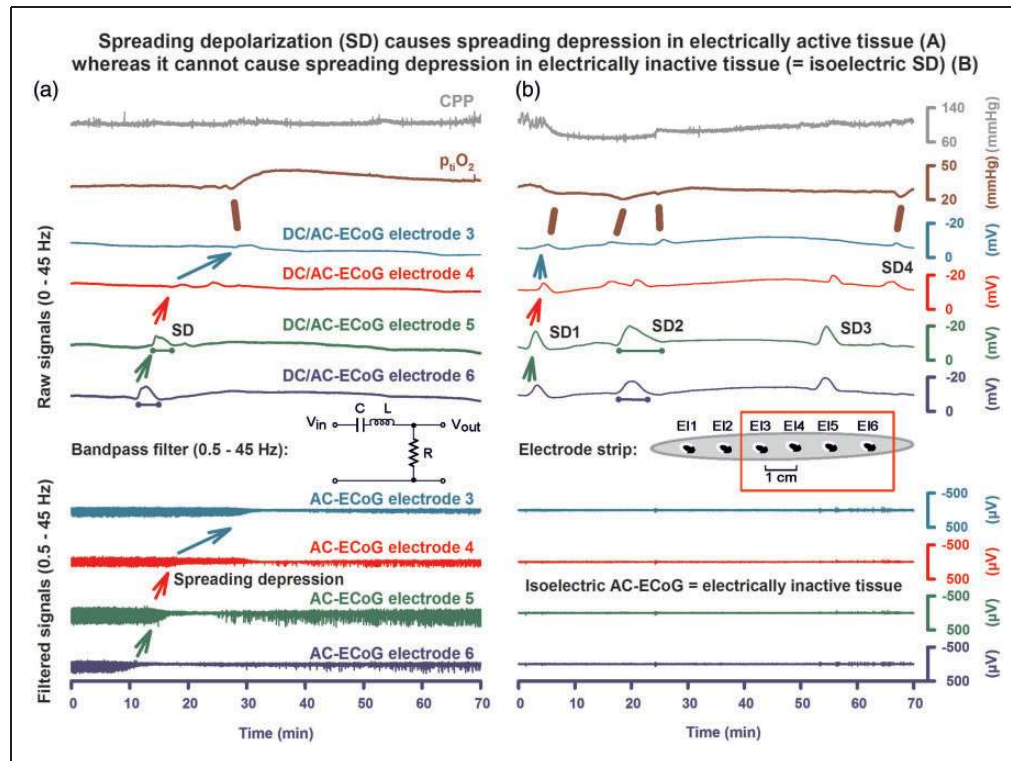 Spreading depolarization (SD) causes spreading depression in electrically active tissue (A)
whereas it cannot cause spreading depression in electrically inactive tissue (= isoelectric SD) (B)
(a)
CPP
ptiO2
DC/AC-ECoG electrode 3
DC/AC-ECoG electrode 4
SD
DC/AC-ECoG electrode 5
DC/AC-ECoG electrode 6
Raw signals (0 - 45 Hz)
Bandpass filter (0.5 - 45 Hz):
Vin
C
L
R
Vout
AC-ECoG electrode 3
AC-ECoG electrode 4
Spreading depression
AC-ECoG electrode 5
AC-ECoG electrode 6
Filtered signals (0.5 - 45 Hz)
0 10 20 30 40 50 60 70
Time (min)
(b)
140
60
(mmHg)
50
20
(mmHg)
-20
0
(mV)
SD4
-20
0
(mV)
SD1
SD2
SD3
-20
0
(mV)
-20
0
(mV)
Electrode strip:
El1 El2 El3 El4 El5 El6
1 cm
-500
500
(µV)
-500
500
(µV)
Isoelectric AC-ECoG = electrically inactive tissue
-500
500
(µV)
-500
500
(µV)
0 10 20 30 40 50 60 70
Time (min)